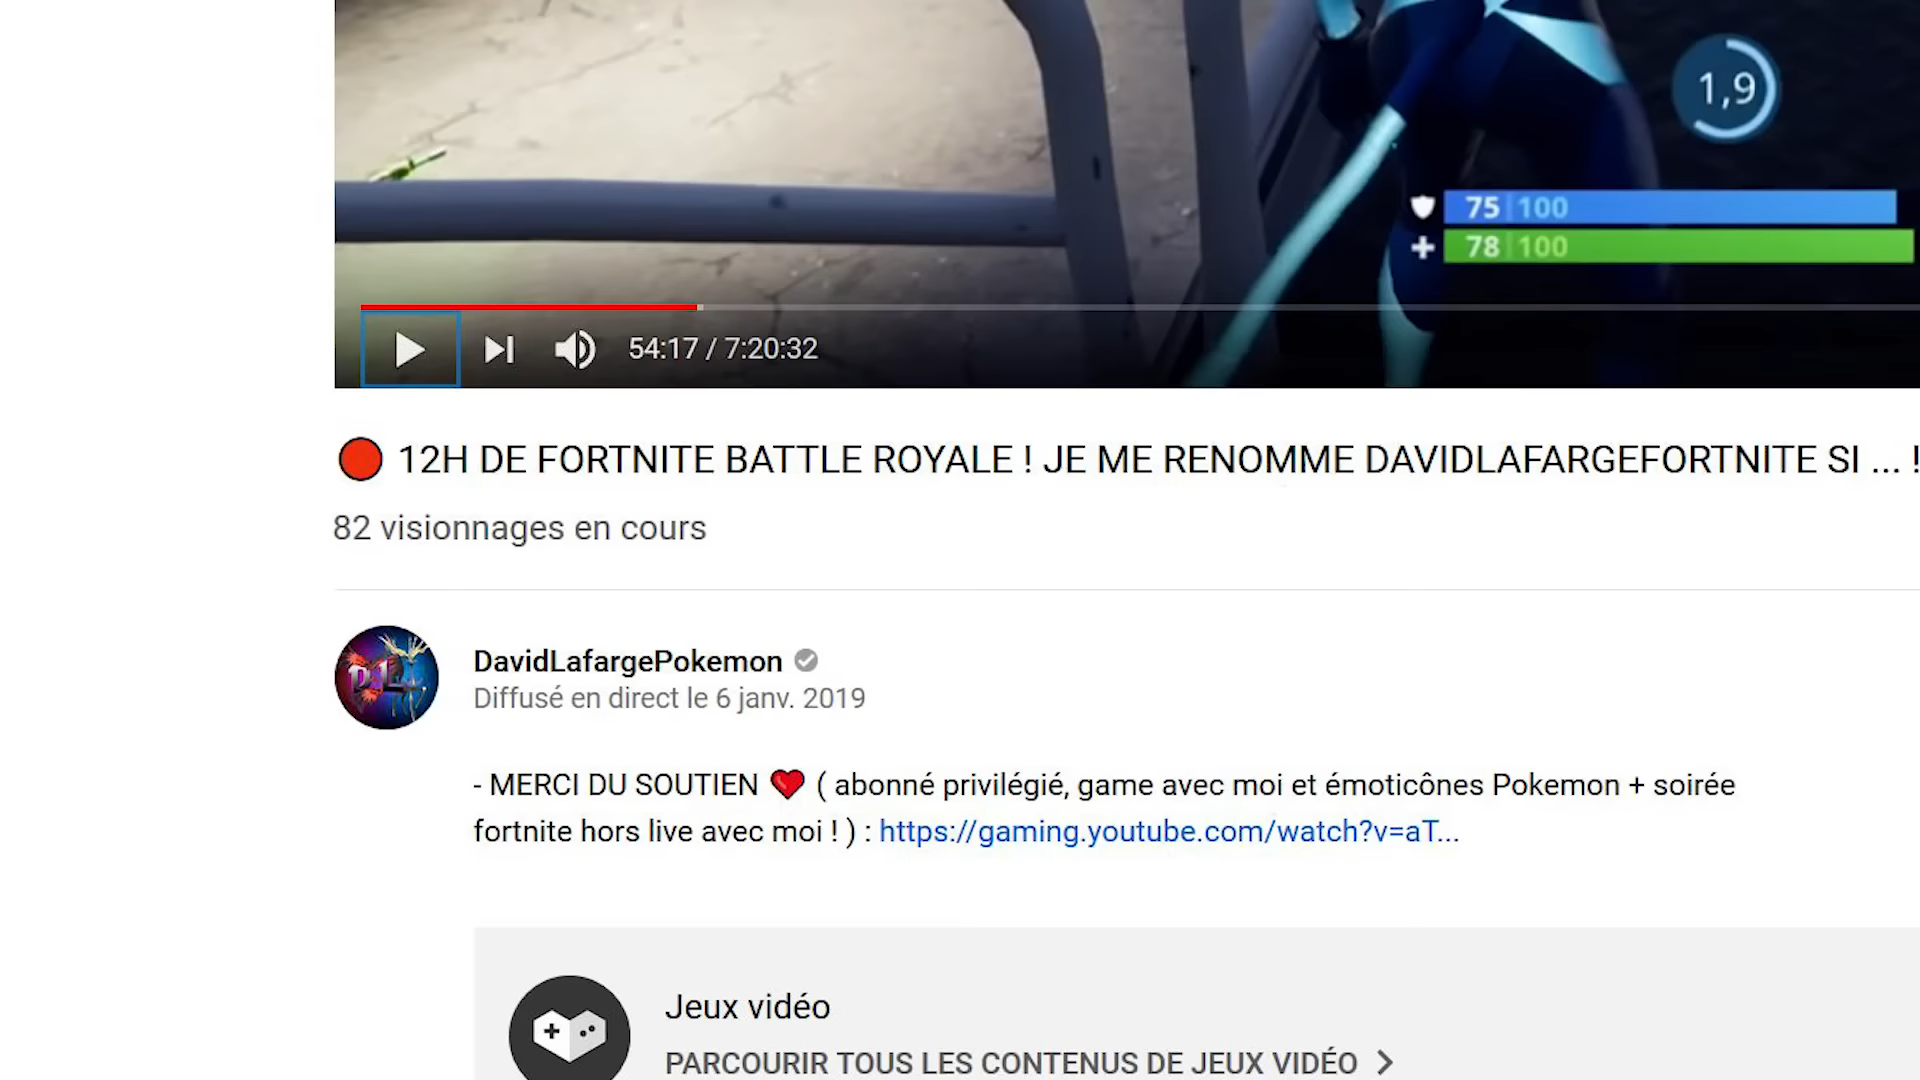 1,9
75 | 100
78 | 100
54:17 / 7:20:32
12H DE FORTNITE BATTLE ROYALE ! JE ME RENOMME DAVIDLAFARGEFORTNITE SI ... !
82 visionnages en cours
DavidLafargePokemon
Diffusé en direct le 6 janv. 2019
- MERCI DU SOUTIEN ❤ ( abonné privilégié, game avec moi et émoticônes Pokemon + soirée
fortnite hors live avec moi ! ) : https://gaming.youtube.com/watch?v=aT...
Jeux vidéo
PARCOURIR TOUS LES CONTENUS DE JEUX VIDÉO